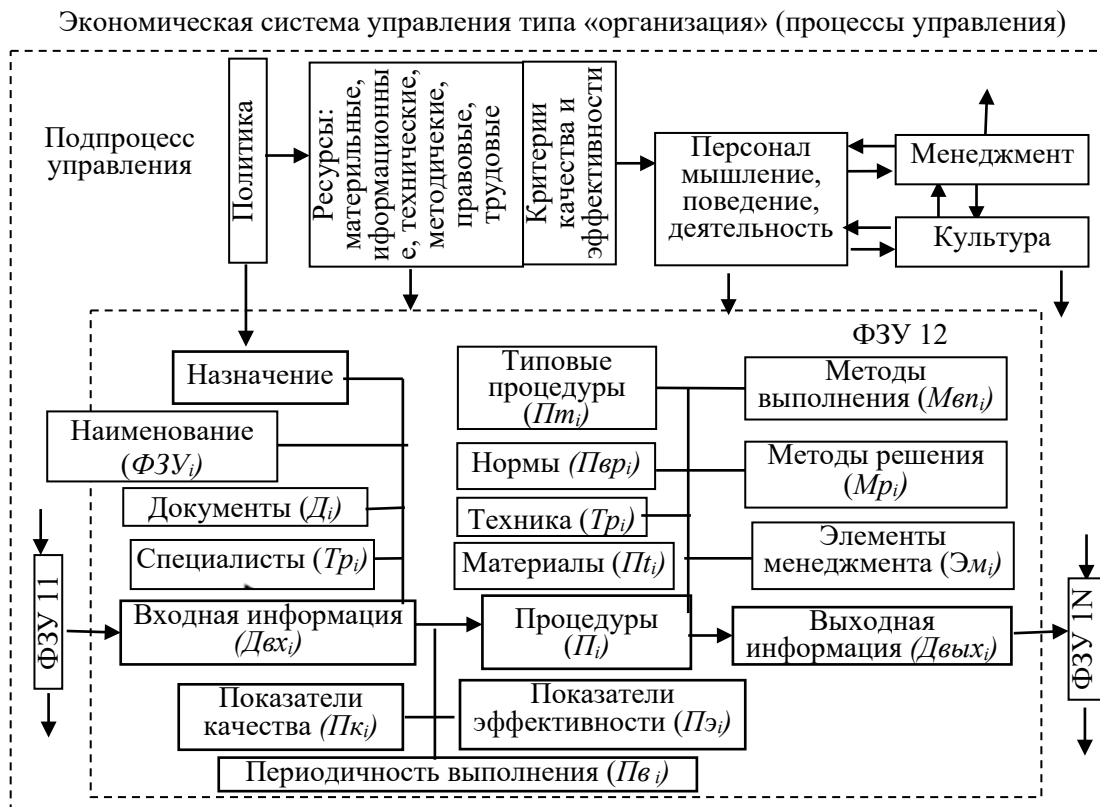 Экономическая система управления типа «организация» (процессы управления)
Подпроцесс
управления
Политика
Ресурсы:
материльные,
иформационны
е, технические,
методичекие,
правовые,
трудовые
Критерии
качества и
эффективности
Персонал
мышление,
поведение,
деятельность
Менеджмент
Культура
ФЗУ 12
Назначение
Наименование
(ФЗУi)
Документы (Дi)
Специалисты (Трi)
Типовые
процедуры
(Птi)
Нормы (Пврi)
Техника (Трi)
Материалы (Пti)
Методы
выполнения (Мвпi)
Методы решения
(Мрi)
Элементы
менеджмента (Эмi)
ФЗУ 11
Входная информация
(Двхi)
Процедуры
(Пi)
Выходная
информация (Двыхi)
ФЗУ 1N
Показатели
качества (Пкi)
Показатели
эффективности (Пэi)
Периодичность выполнения (Пв i)